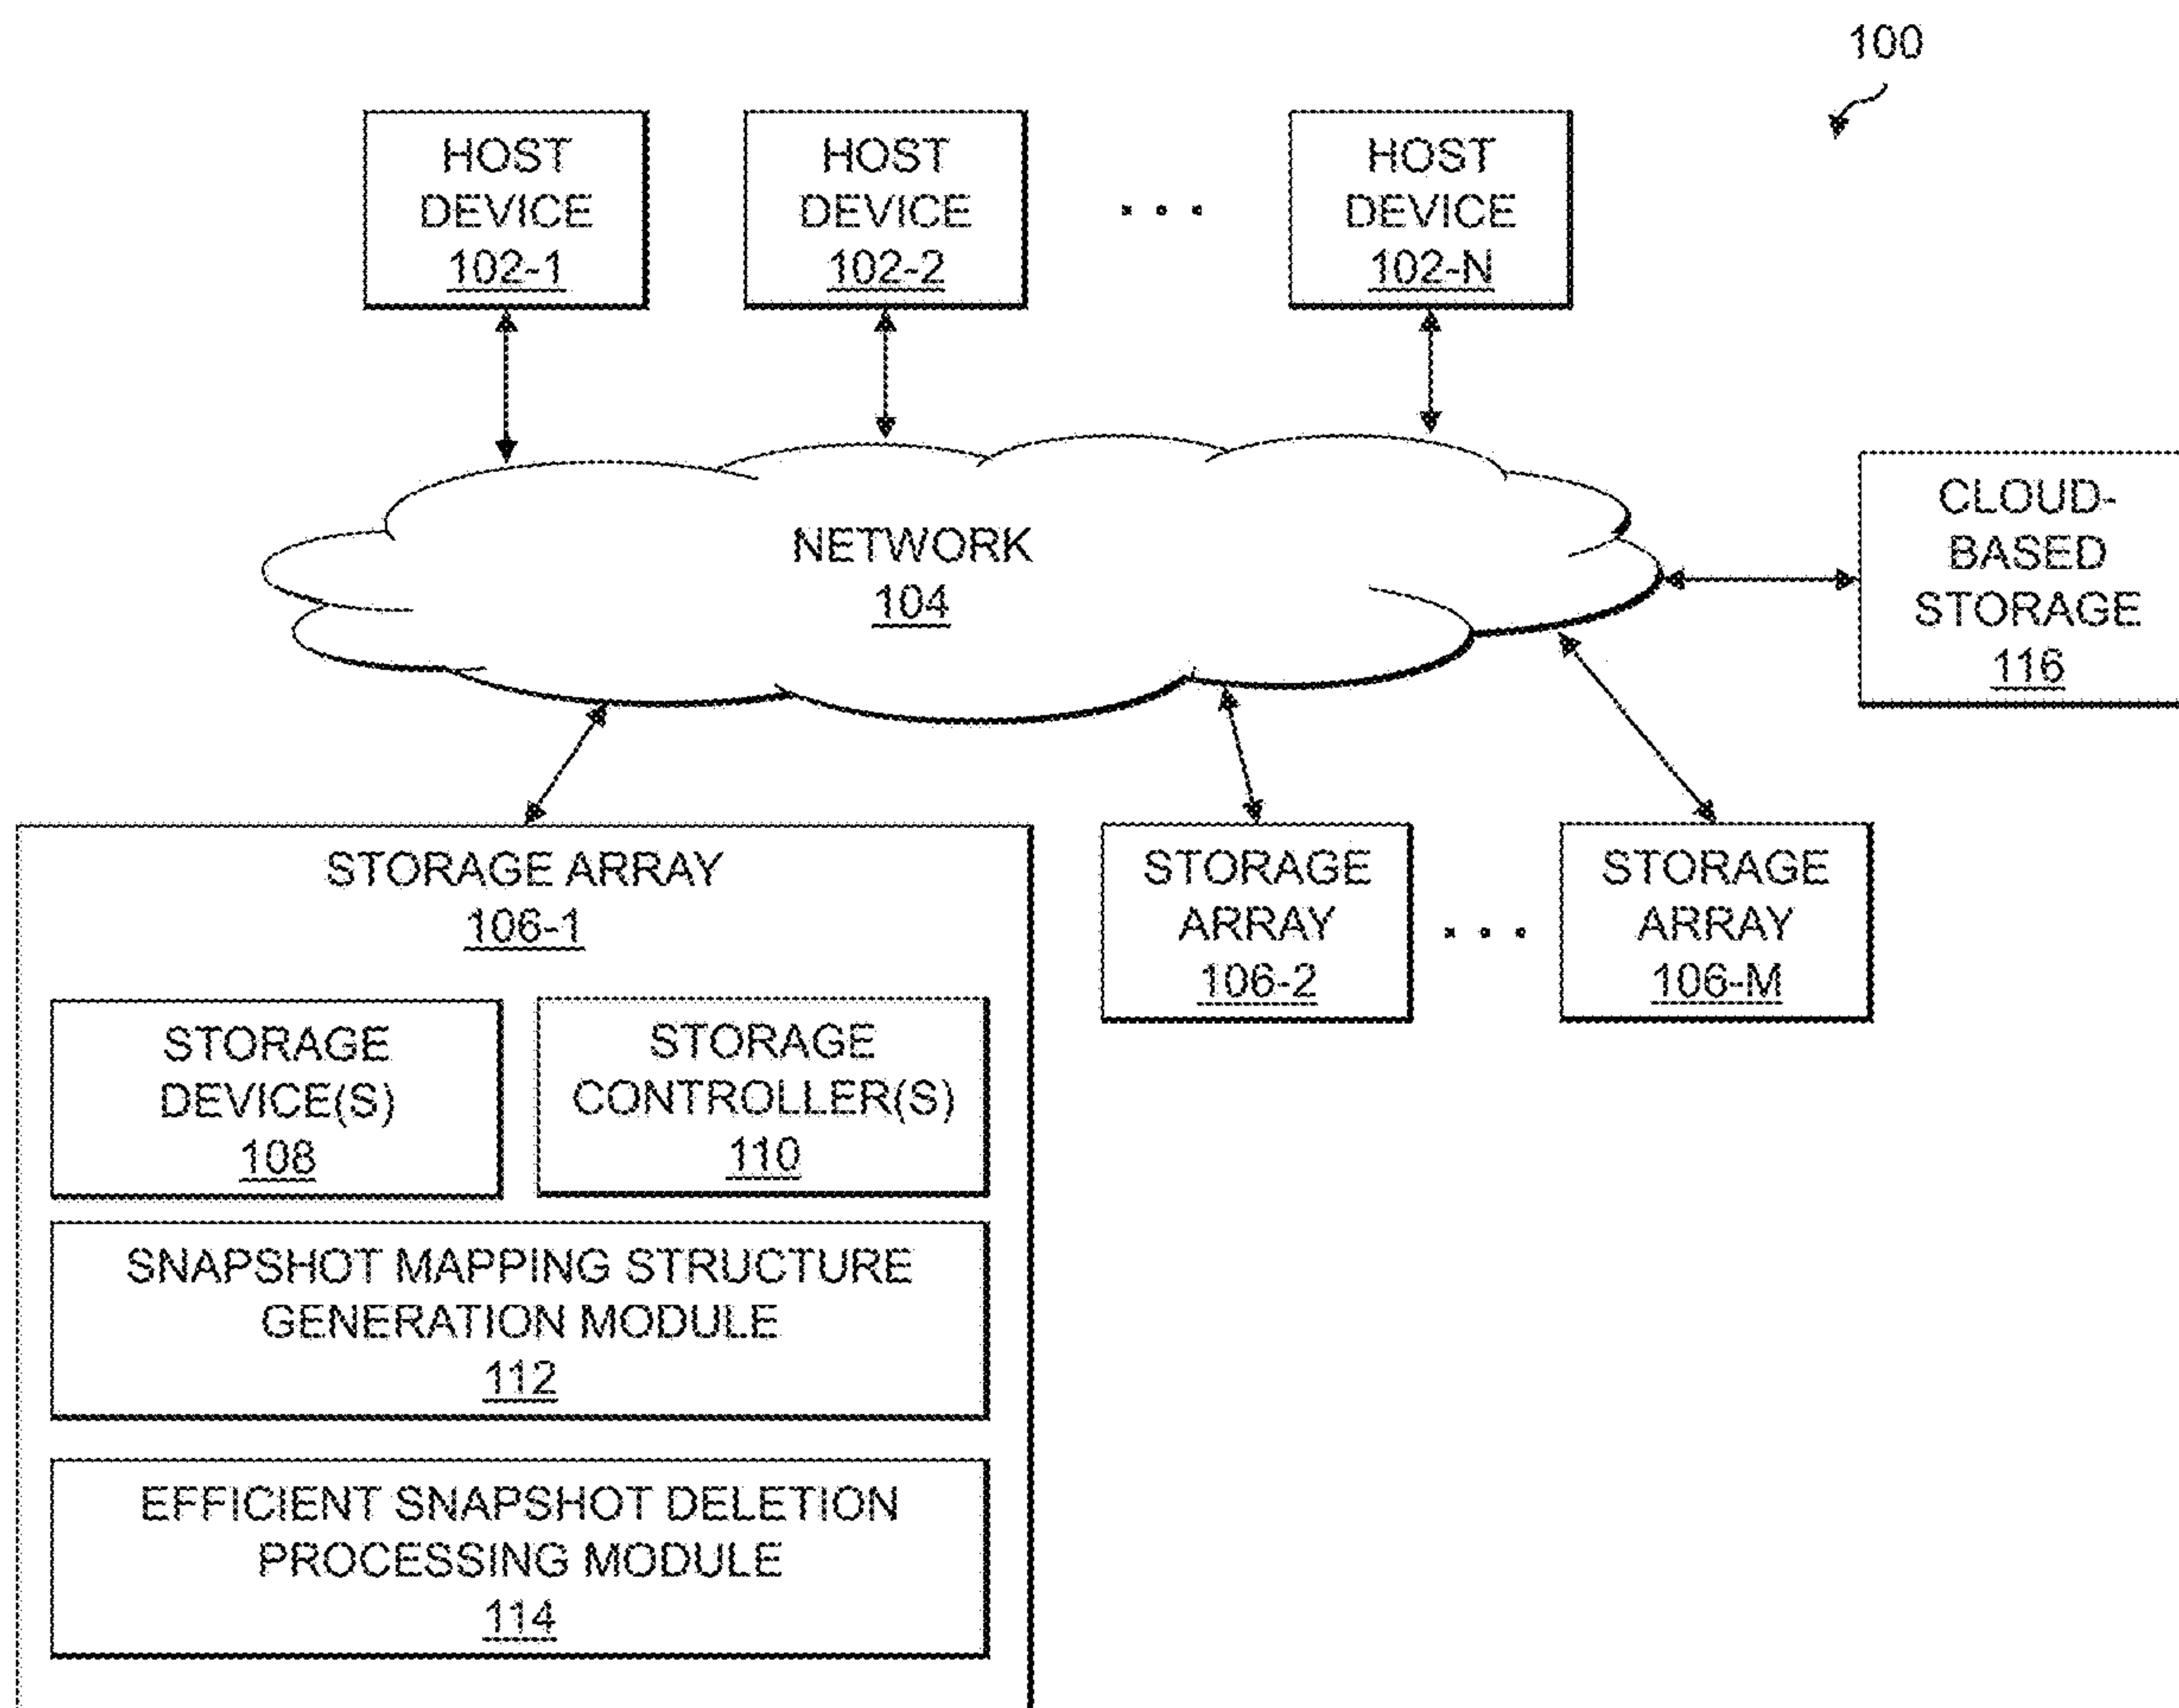 100
HOST
DEVICE
102-1
HOST
DEVICE
102-2
. . .
HOST
DEVICE
102-N
NETWORK
104
CLOUD-
BASED
STORAGE
116
STORAGE ARRAY
106-1
STORAGE
DEVICE(S)
108
STORAGE
CONTROLLER(S)
110
SNAPSHOT MAPPING STRUCTURE
GENERATION MODULE
112
EFFICIENT SNAPSHOT DELETION
PROCESSING MODULE
114
STORAGE
ARRAY
106-2
. . .
STORAGE
ARRAY
106-M